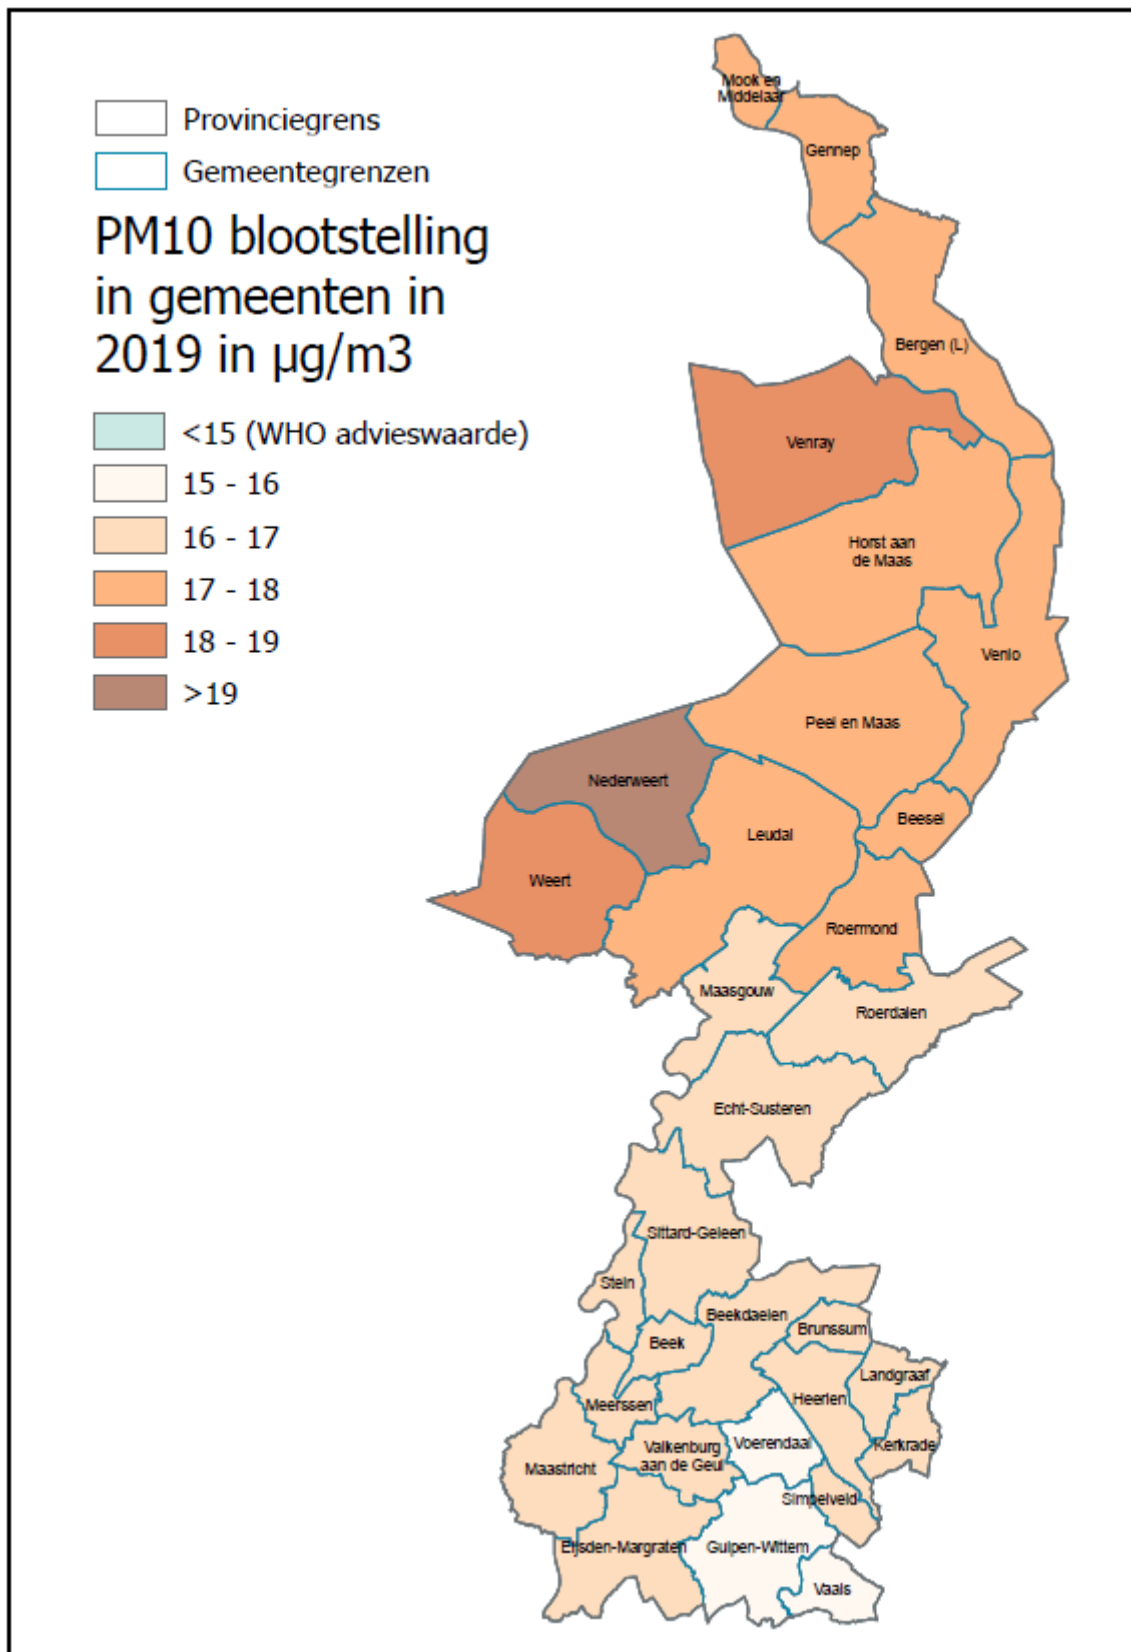 Provinciegrens
Gemeentegrenzen
PM10 blootstelling
in gemeenten in
2019 in µg/m3
<15 (WHO advieswaarde)
15 - 16
16 - 17
17 - 18
18 - 19
>19
Mook en
Middelaar
Gennep
Bergen (L)
Venray
Horst aan
de Maas
Venlo
Peel en Maas
Nederweert
Beesel
Leudal
Weert
Roermond
Maasgouw
Roerdalen
Echt-Susteren
Sittard-Geleen
Stein
Beekdaelen
Brunssum
Beek
Landgraaf
Heerlen
Meerssen
Kerkrade
Voerendaal
Valkenburg
aan de Geul
Maastricht
Simpelveld
Eijsden-Margraten
Gulpen-Wittem
Vaals